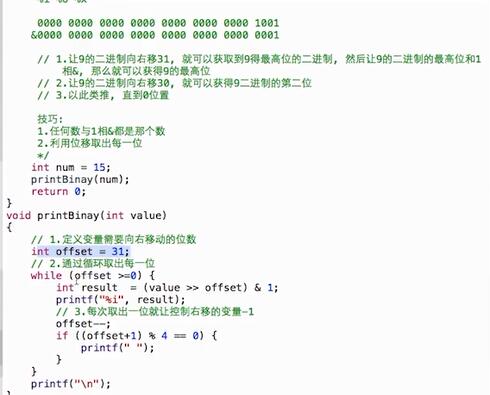 0000 0000 0000 0000 0000 0000 0000 1001
&0000 0000 0000 0000 0000 0000 0000 0001
// 1.让9的二进制向右移31, 就可以获取到9得最高位的二进制, 然后让9的二进制的最高位和1
相&, 那么就可以获得9的最高位
// 2.让9的二进制向右移30, 就可以获得9二进制的第二位
// 3.以此类推, 直到0位置
技巧:
1.任何数与1相&都是那个数
2.利用位移取出每一位
*/
int num = 15;
printBinay(num);
return 0;
}
void printBinay(int value)
{
// 1.定义变量需要向右移动的位数
int offset = 31;
// 2.通过循环取出每一位
while (offset >=0) {
int result  = (value >> offset) & 1;
printf("%i", result);
// 3.每次取出一位就让控制右移的变量-1
offset--;
if ((offset+1) % 4 == 0) {
printf(" ");
}
}
printf("\n");
}